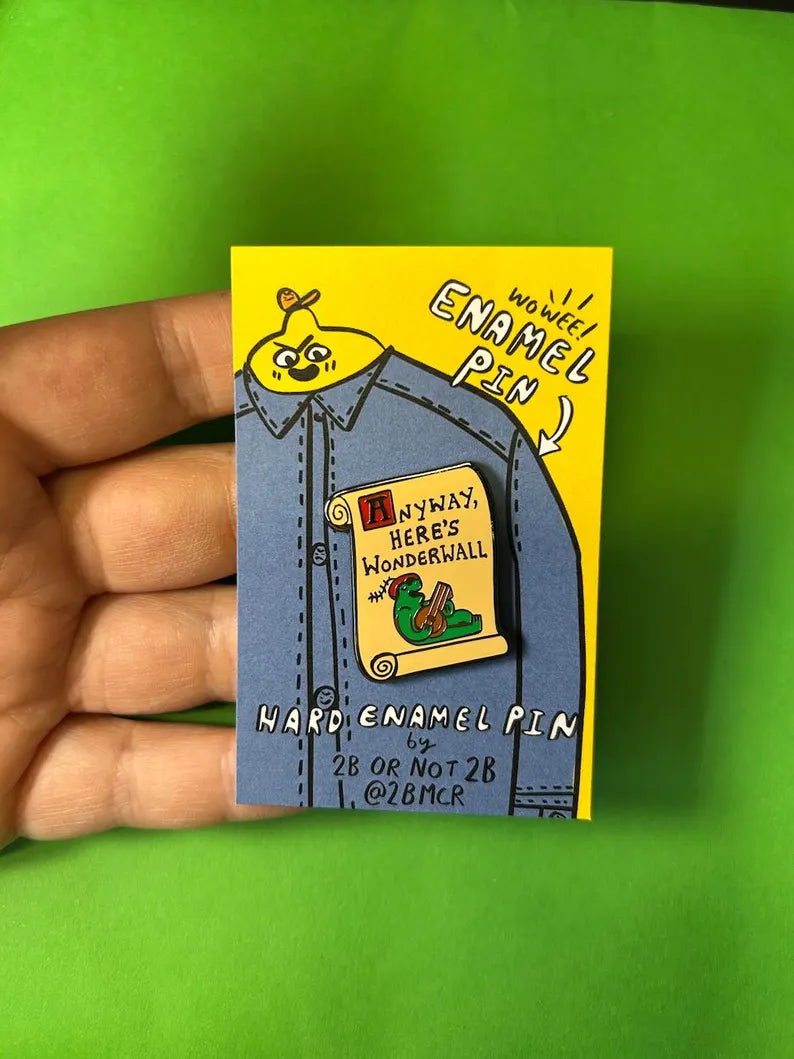 WOWEE!
ENAMEL
PIN
ANYWAY,
HERE'S
WONDERWALL
HARD ENAMEL PIN
by
2B OR NOT 2B
@2BMCR